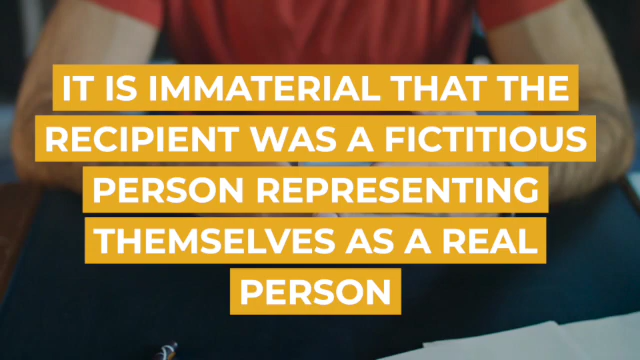 IT IS IMMATERIAL THAT THE
RECIPIENT WAS A FICTITIOUS
PERSON REPRESENTING
THEMSELVES AS A REAL
PERSON